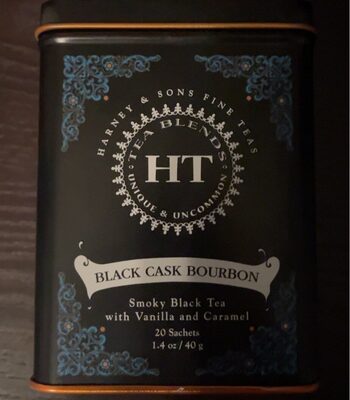 HARNEY & SONS FINE TEAS
TEA BLENDS
HT
UNIQUE & UNCOMMON
BLACK CASK BOURBON
Smoky Black Tea
with Vanilla and Caramel
20 Sachets
1.4 oz / 40 g